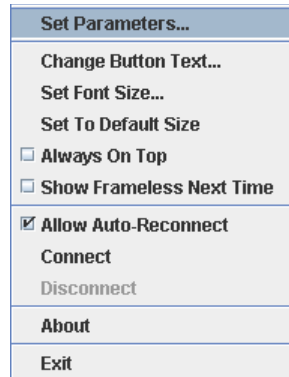 Set Parameters...
Change Button Text...
Set Font Size...
Set To Default Size
Always On Top
Show Frameless Next Time
Allow Auto-Reconnect
Connect
Disconnect
About
Exit